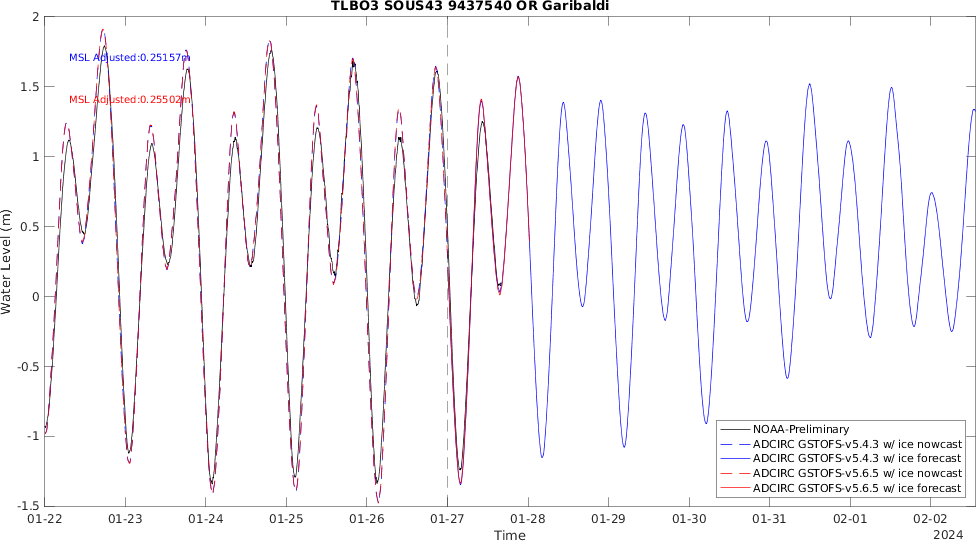 TLBO3 SOUS43 9437540 OR Garibaldi
MSL Adjusted:0.25157m
MSL Adjusted:0.25502m
Water Level (m)
2
1.5
1
0.5
0
-0.5
-1
-1.5
NOAA-Preliminary
ADCIRC GSTOFS-v5.4.3 w/ ice nowcast
ADCIRC GSTOFS-v5.4.3 w/ ice forecast
ADCIRC GSTOFS-v5.6.5 w/ ice nowcast
ADCIRC GSTOFS-v5.6.5 w/ ice forecast
01-22 01-23 01-24 01-25 01-26 01-27 01-28 01-29 01-30 01-31 02-01 02-02
Time
2024